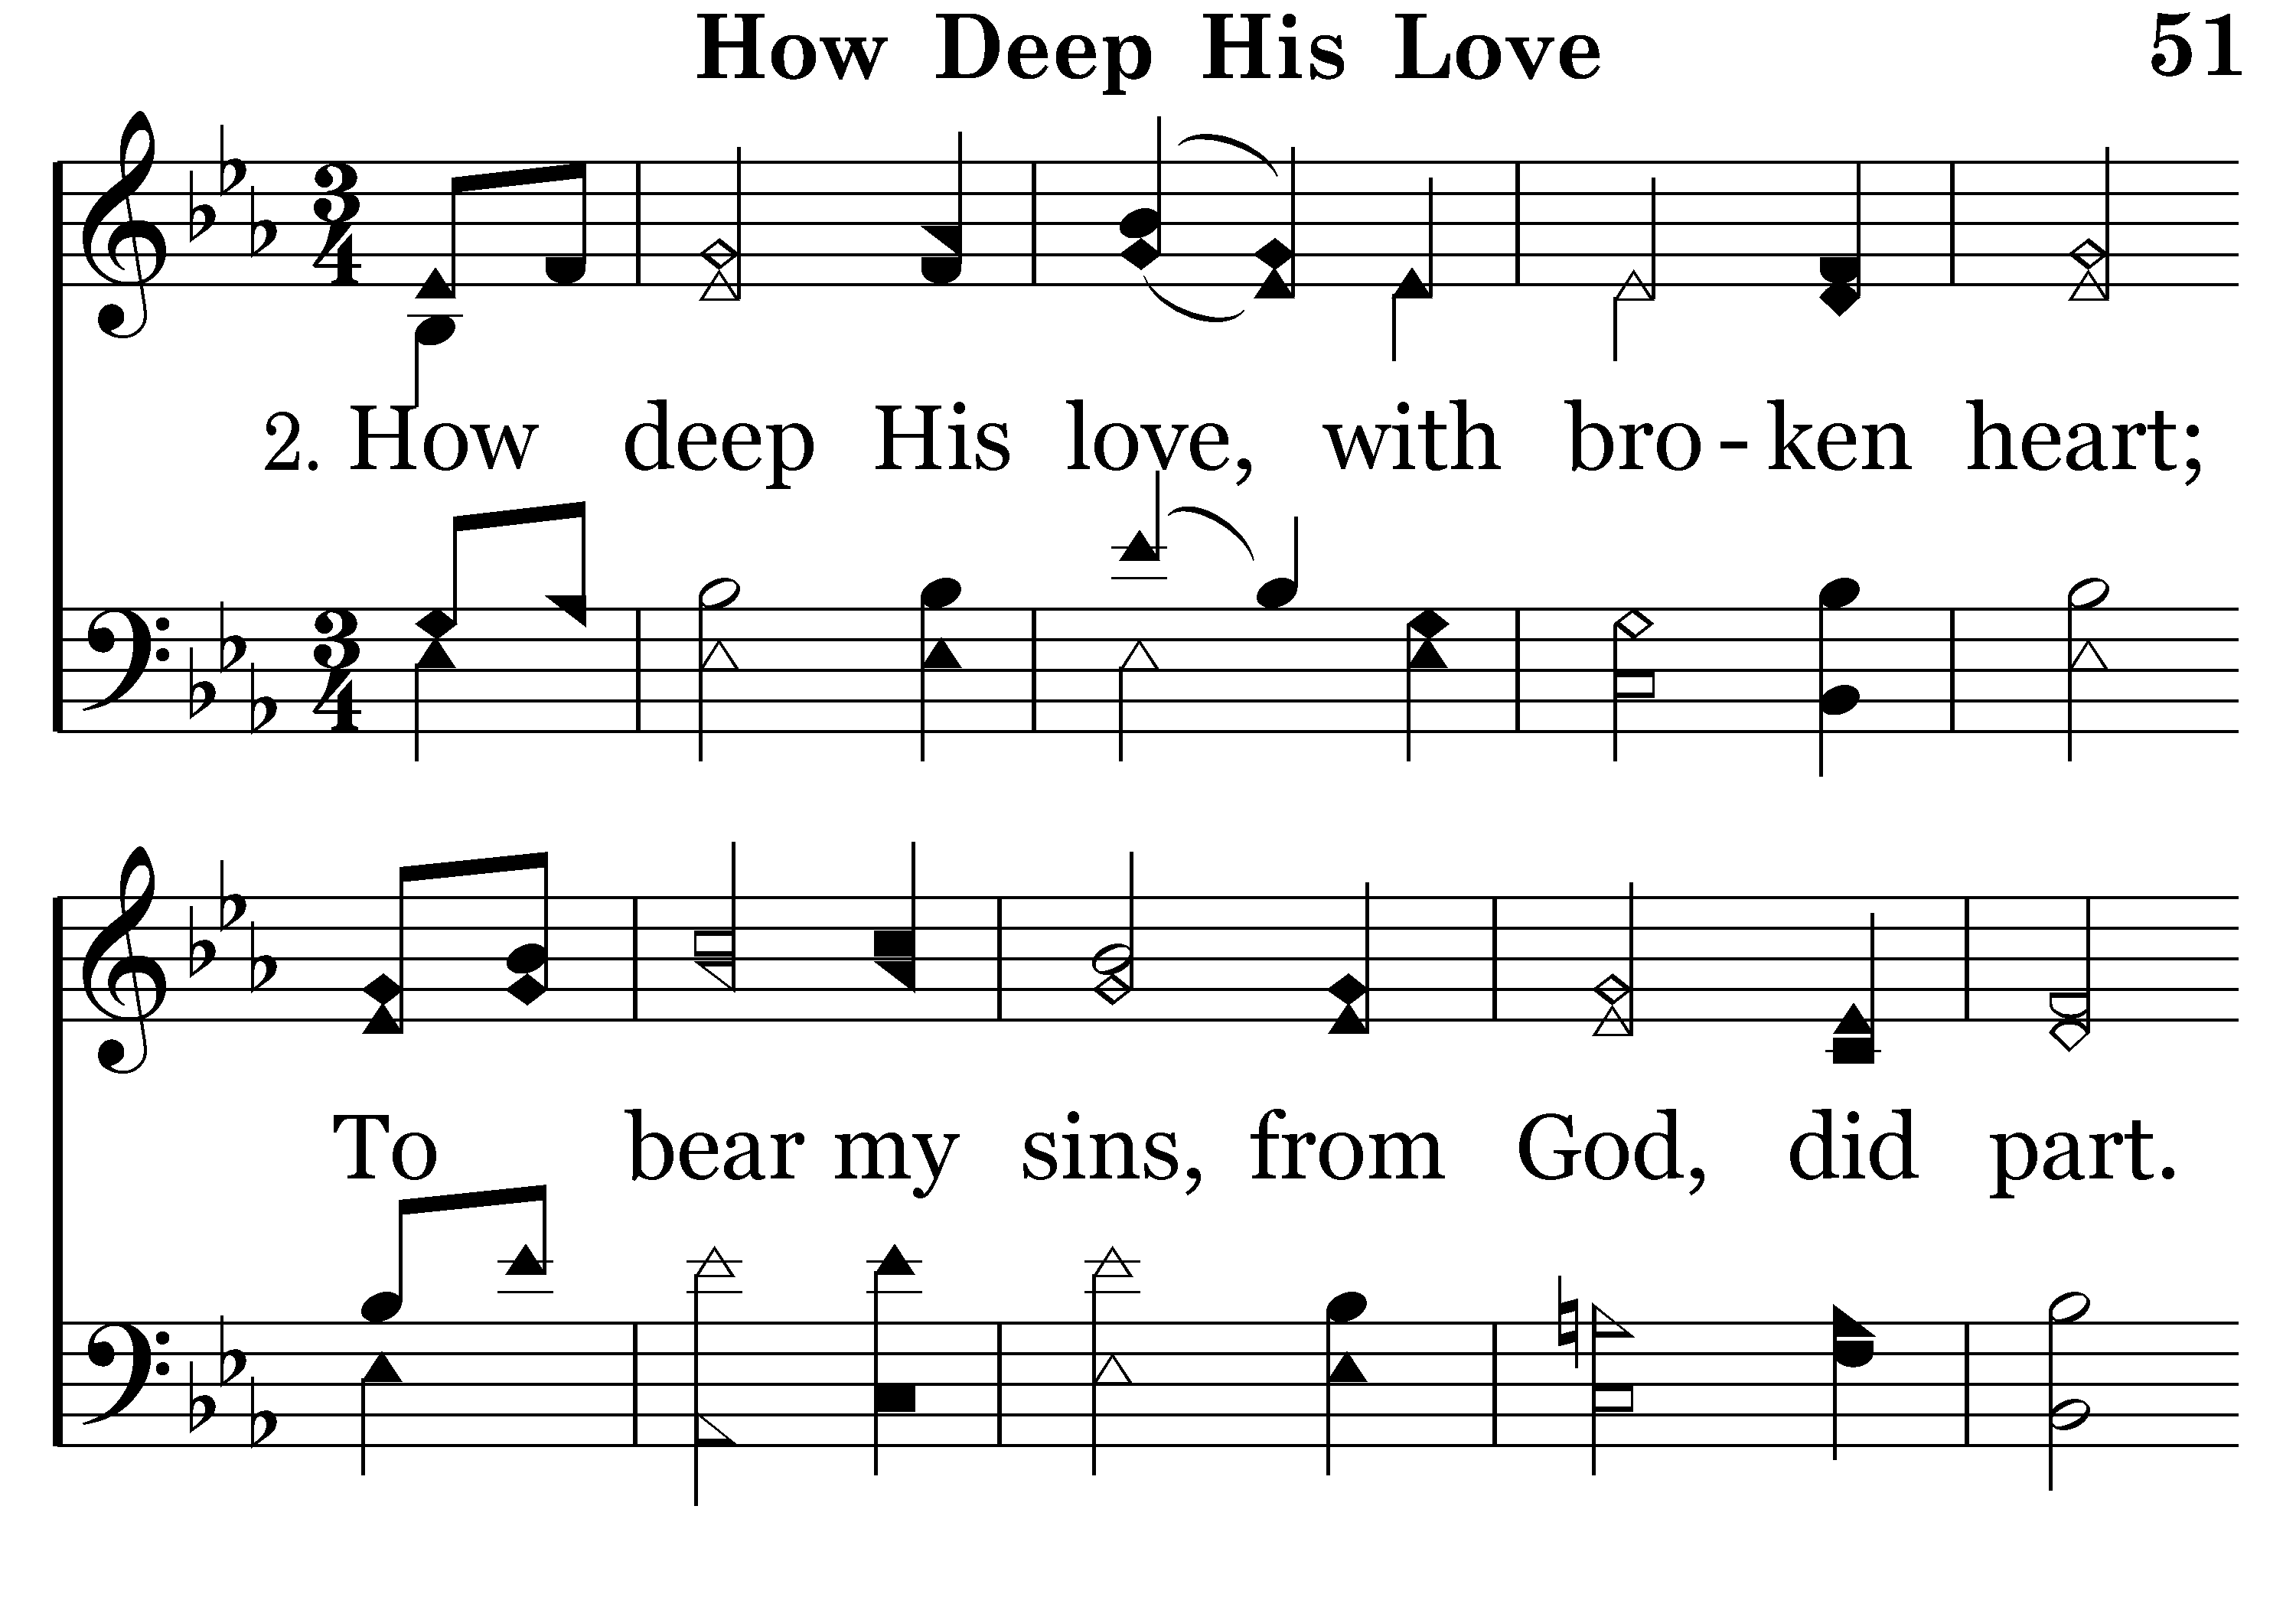 How Deep His Love 51
2. How deep His love, with bro - ken heart;
To bear my sins, from God, did part.